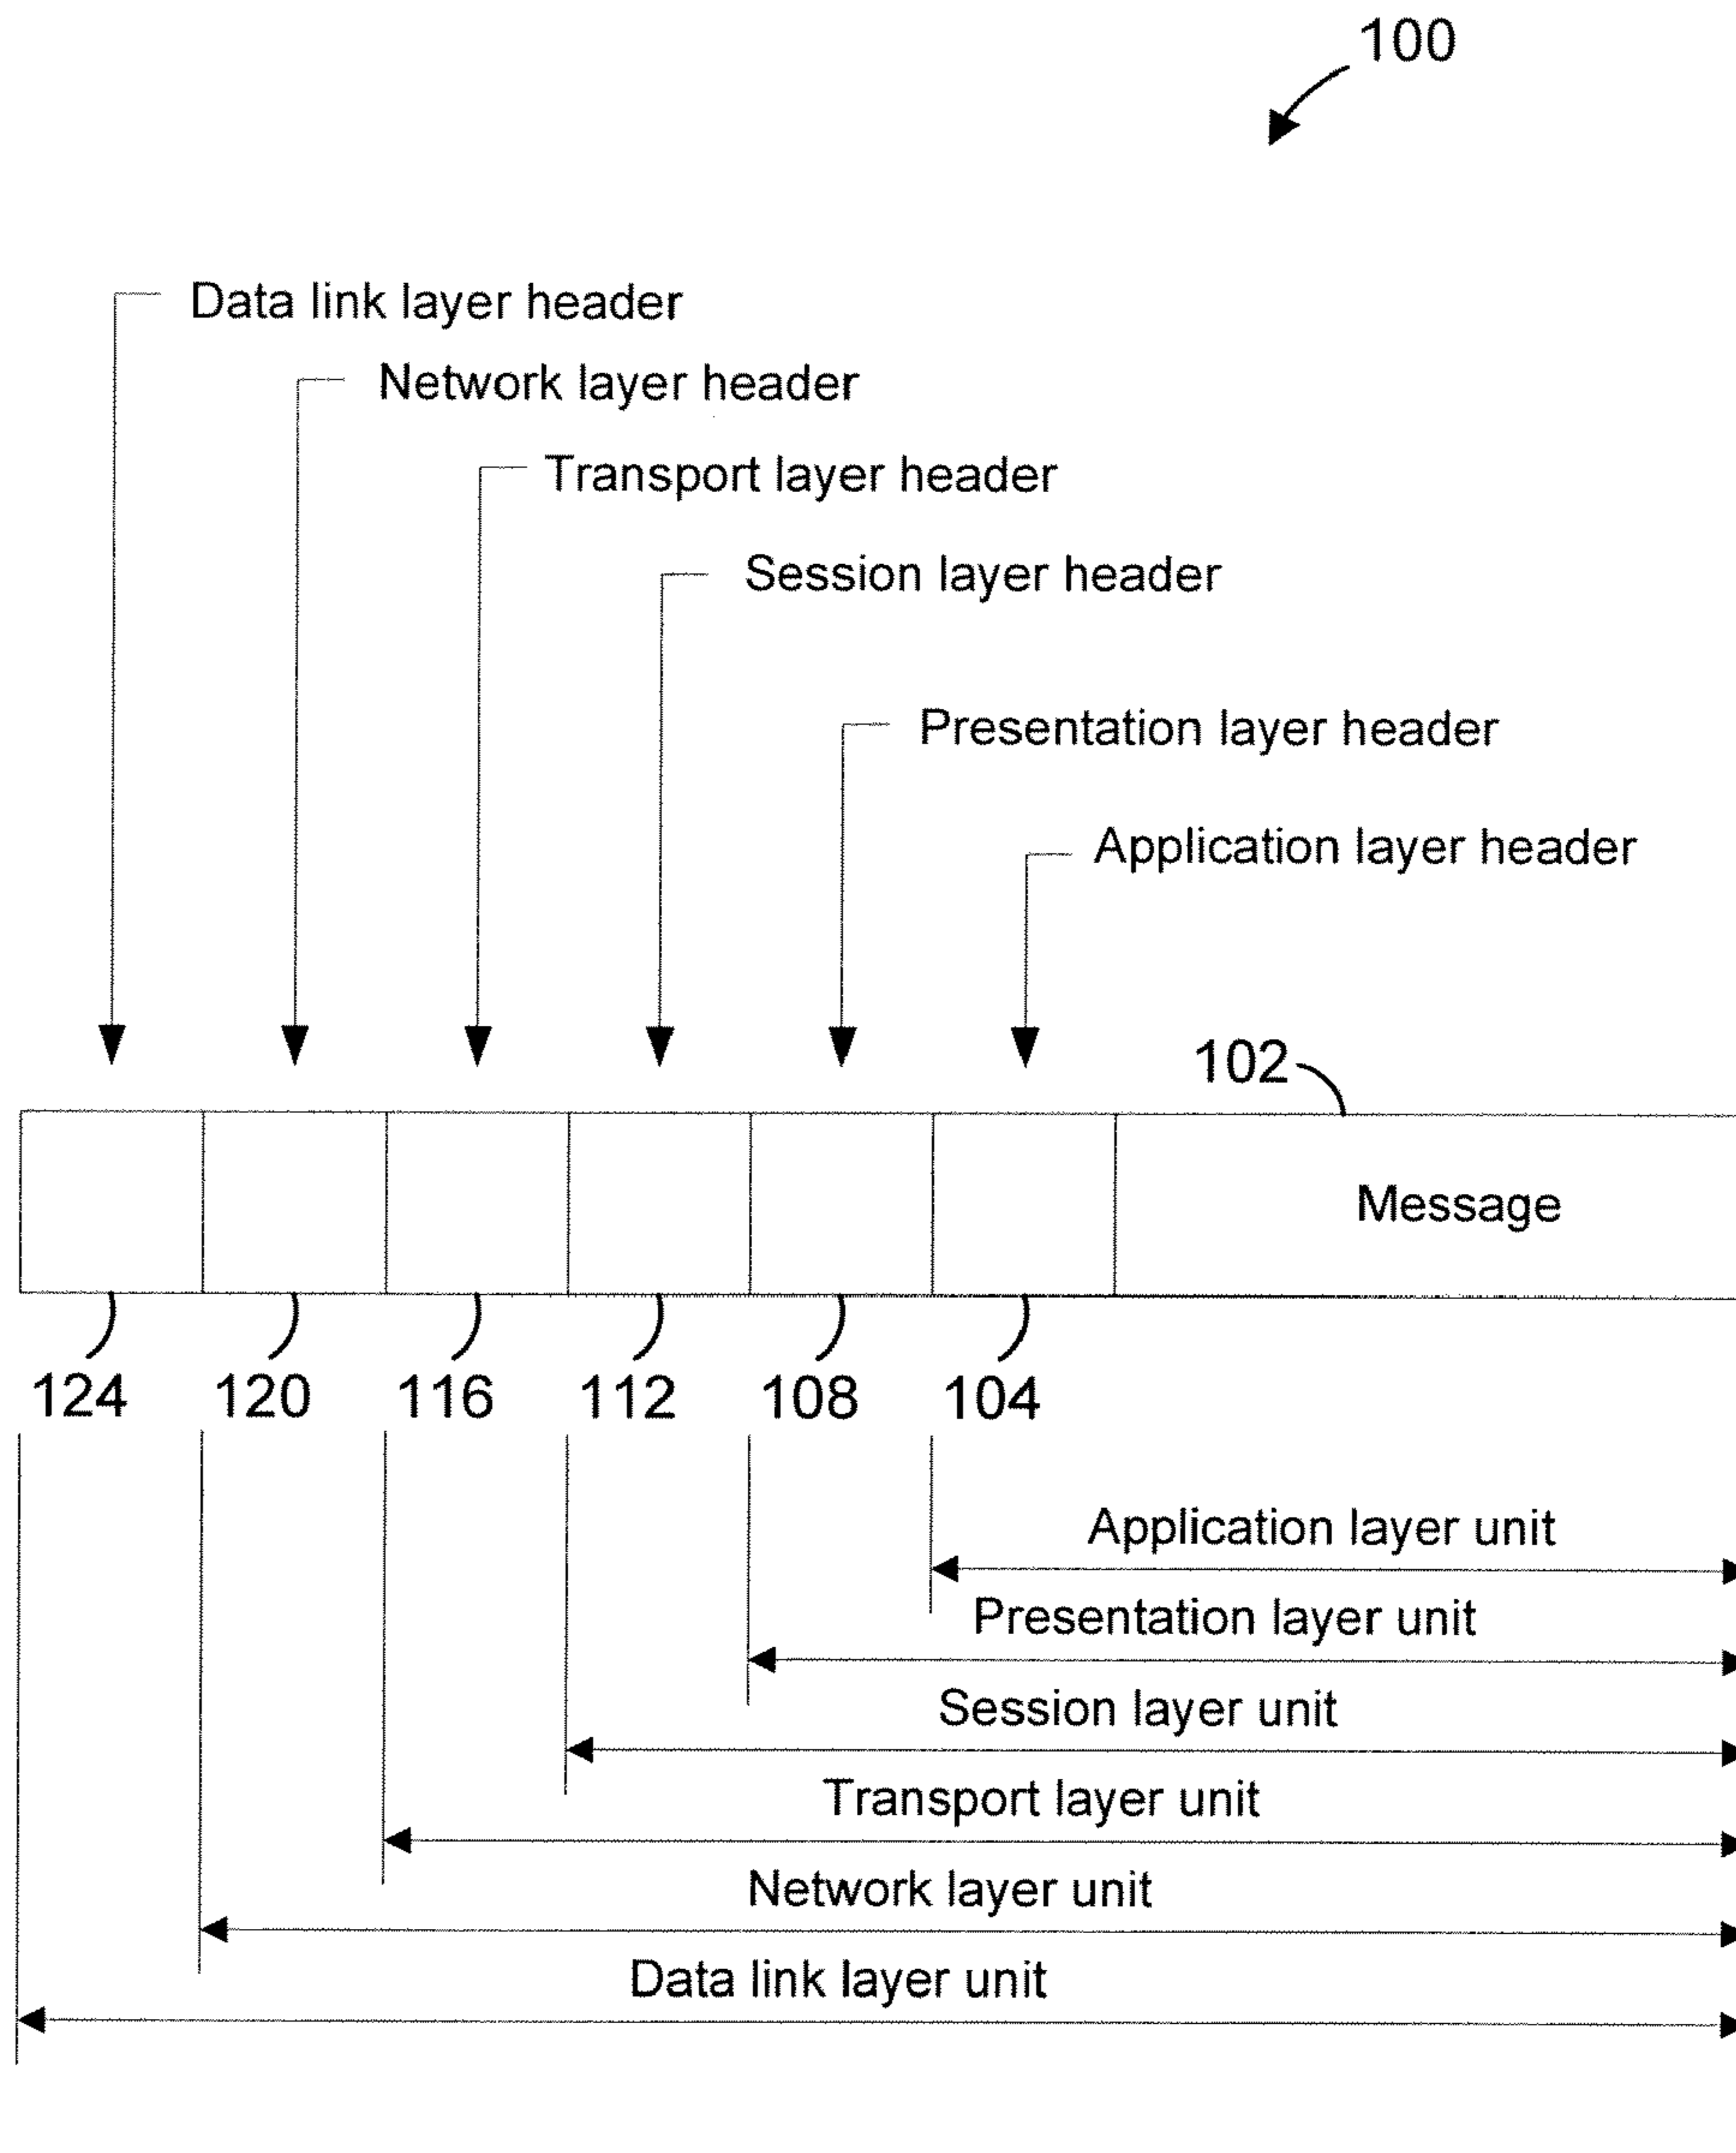 100
Data link layer header
Network layer header
Transport layer header
Session layer header
Presentation layer header
Application layer header
102
Message
124 120 116 112 108 104
Application layer unit
Presentation layer unit
Session layer unit
Transport layer unit
Network layer unit
Data link layer unit